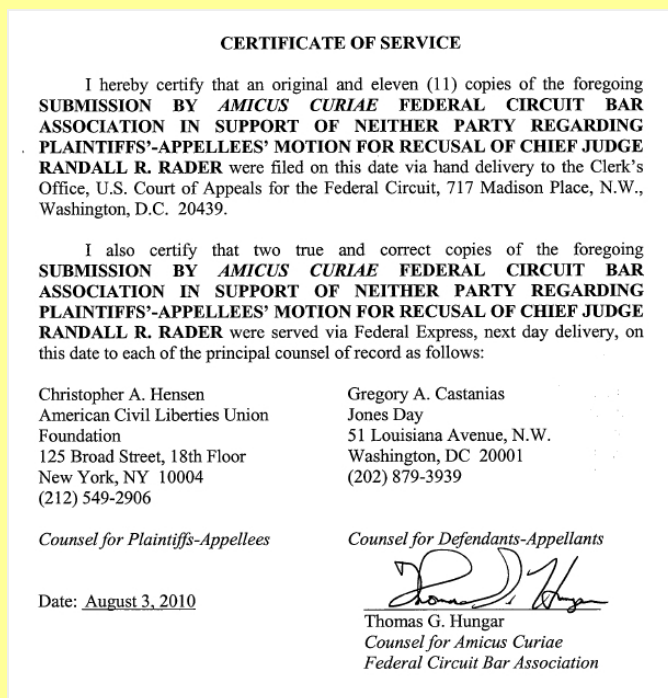 CERTIFICATE OF SERVICE
I hereby certify that an original and eleven (11) copies of the foregoing
SUBMISSION BY AMICUS CURIAE FEDERAL CIRCUIT BAR
ASSOCIATION IN SUPPORT OF NEITHER PARTY REGARDING
PLAINTIFFS'-APPELLEES' MOTION FOR RECUSAL OF CHIEF JUDGE
RANDALL R. RADER were filed on this date via hand delivery to the Clerk's
Office, U.S. Court of Appeals for the Federal Circuit, 717 Madison Place, N.W.,
Washington, D.C. 20439.
I also certify that two true and correct copies of the foregoing
SUBMISSION BY AMICUS CURIAE FEDERAL CIRCUIT BAR
ASSOCIATION IN SUPPORT OF NEITHER PARTY REGARDING
PLAINTIFFS'-APPELLEES' MOTION FOR RECUSAL OF CHIEF JUDGE
RANDALL R. RADER were served via Federal Express, next day delivery, on
this date to each of the principal counsel of record as follows:
Christopher A. Hensen
American Civil Liberties Union
Foundation
125 Broad Street, 18th Floor
New York, NY 10004
(212) 549-2906
Counsel for Plaintiffs-Appellees
Gregory A. Castanias
Jones Day
51 Louisiana Avenue, N.W.
Washington, DC 20001
(202) 879-3939
Counsel for Defendants-Appellants
Date: August 3, 2010
Thomas G. Hungar
Thomas G. Hungar
Counsel for Amicus Curiae
Federal Circuit Bar Association